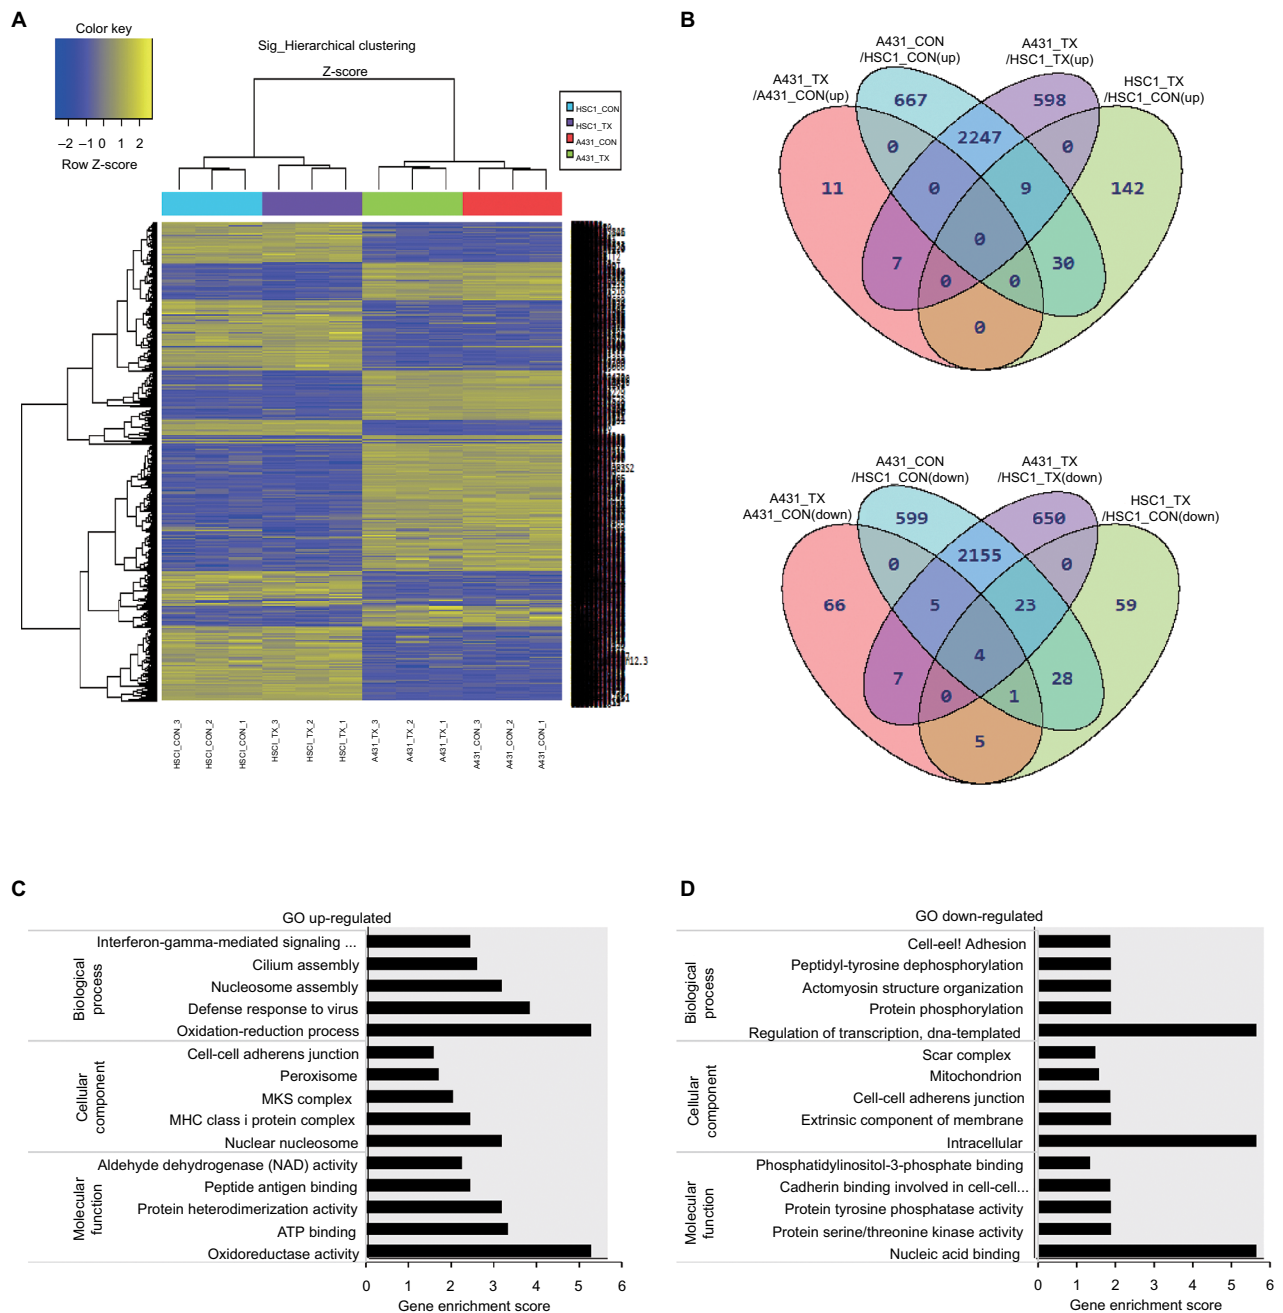 A
Color key
−2 −1 0 1 2
Row Z-score
Sig_Hierarchical clustering
Z-score
HSC1_CON
HSC1_TX
A431_CON
A431_TX
HSCI_CON_3
HSCI_CON_2
HSCI_CON_1
HSCI_TX_3
HSCI_TX_2
HSCI_TX_1
A431_TX_3
A431_TX_2
A431_TX_1
A431_CON_3
A431_CON_2
A431_CON_1
B
A431_TX
/A431_CON(up)
A431_CON
/HSC1_CON(up)
A431_TX
/HSC1_TX(up)
HSC1_TX
/HSC1_CON(up)
667
598
0
2247
0
11
0
9
142
0
7
0
0
30
0
A431_TX
A431_CON(down)
A431_CON
/HSC1_CON(down)
A431_TX
/HSC1_TX(down)
HSC1_TX
/HSC1_CON(down)
599
650
0
2155
0
66
5
23
59
4
7
0
1
28
5
C
GO up-regulated
Biological
process
Interferon-gamma-mediated signaling ...
Cilium assembly
Nucleosome assembly
Defense response to virus
Oxidation-reduction process
Cellular
component
Cell-cell adherens junction
Peroxisome
MKS complex
MHC class i protein complex
Nuclear nucleosome
Molecular
function
Aldehyde dehydrogenase (NAD) activity
Peptide antigen binding
Protein heterodimerization activity
ATP binding
Oxidoreductase activity
0 1 2 3 4 5 6
Gene enrichment score
D
GO down-regulated
Biological
process
Cell-eel! Adhesion
Peptidyl-tyrosine dephosphorylation
Actomyosin structure organization
Protein phosphorylation
Regulation of transcription, dna-templated
Cellular
component
Scar complex
Mitochondrion
Cell-cell adherens junction
Extrinsic component of membrane
Intracellular
Molecular
function
Phosphatidylinositol-3-phosphate binding
Cadherin binding involved in cell-cell...
Protein tyrosine phosphatase activity
Protein serine/threonine kinase activity
Nucleic acid binding
0 1 2 3 4 5 6
Gene enrichment score